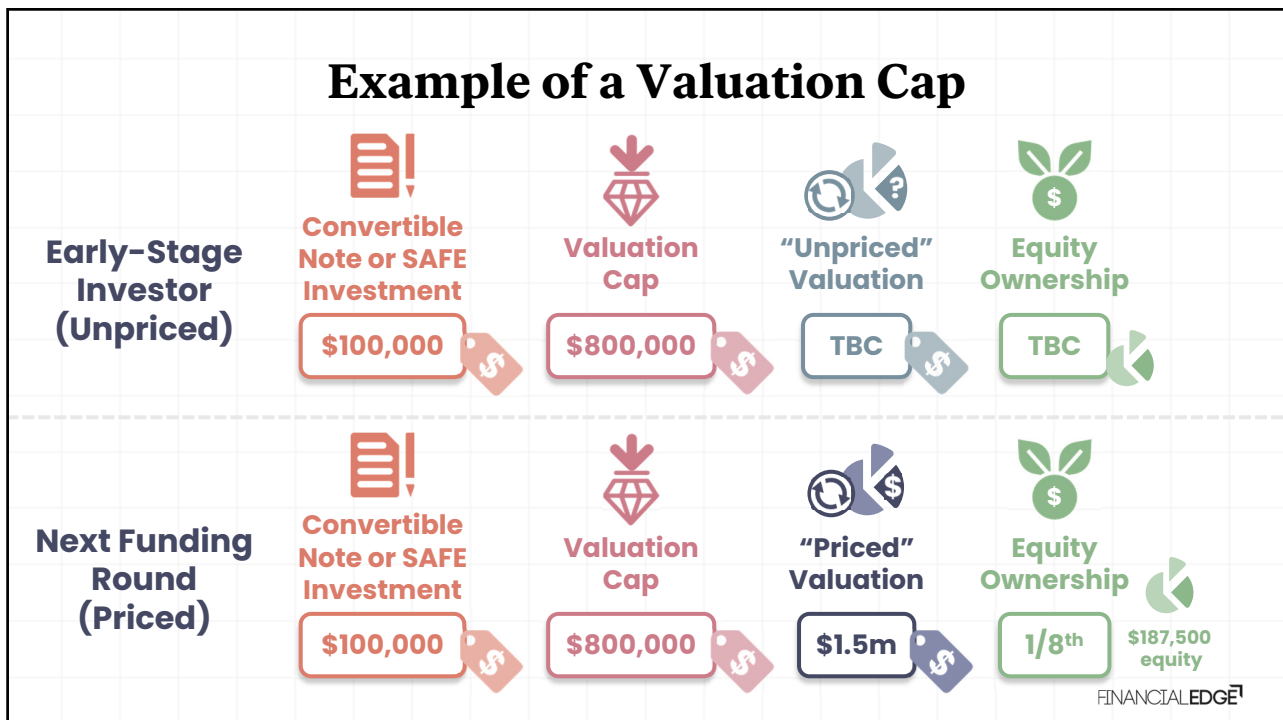 Example of a Valuation Cap
Early-Stage
Investor
(Unpriced)
Convertible
Note or SAFE
Investment
$100,000
$
Valuation
Cap
$800,000
$
?
“Unpriced”
Valuation
TBC
$
$
Equity
Ownership
TBC
Next Funding
Round
(Priced)
Convertible
Note or SAFE
Investment
$100,000
$
Valuation
Cap
$800,000
$
$
“Priced”
Valuation
$1.5m
$
$
Equity
Ownership
1/8th
$187,500
equity
FINANCIALEDGE